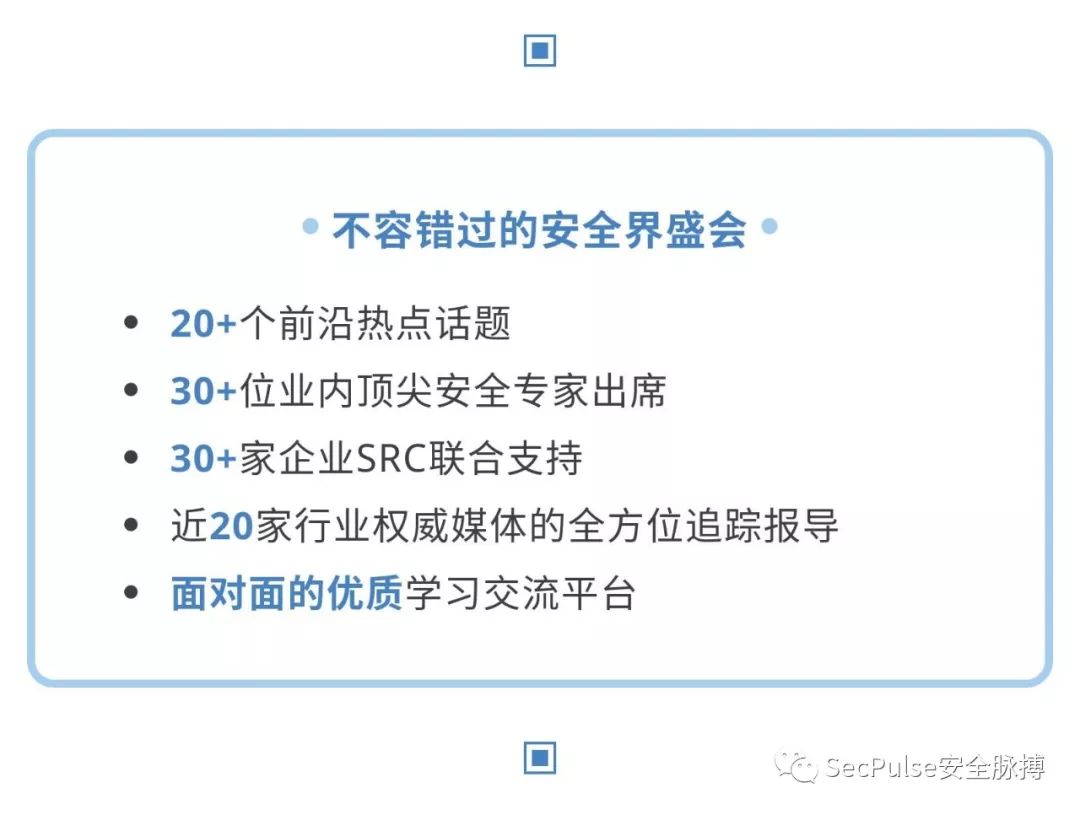 不容错过的安全界盛会
20+个前沿热点话题
30+位业内顶尖安全专家出席
30+家企业SRC联合支持
近20家行业权威媒体的全方位追踪报导
面对面的优质学习交流平台
SecPulse安全脉搏